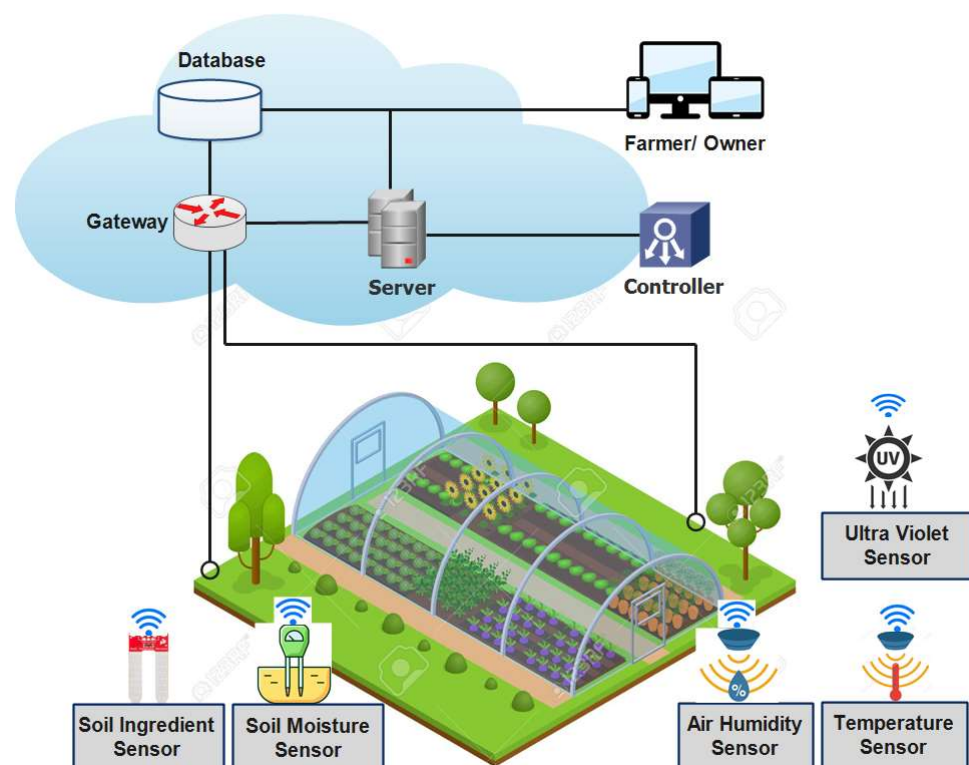 Database
Farmer/ Owner
Gateway
Server
Controller
UV
Ultra Violet
Sensor
%
Soil Ingredient
Sensor
Soil Moisture
Sensor
Air Humidity
Sensor
Temperature
Sensor
123RF